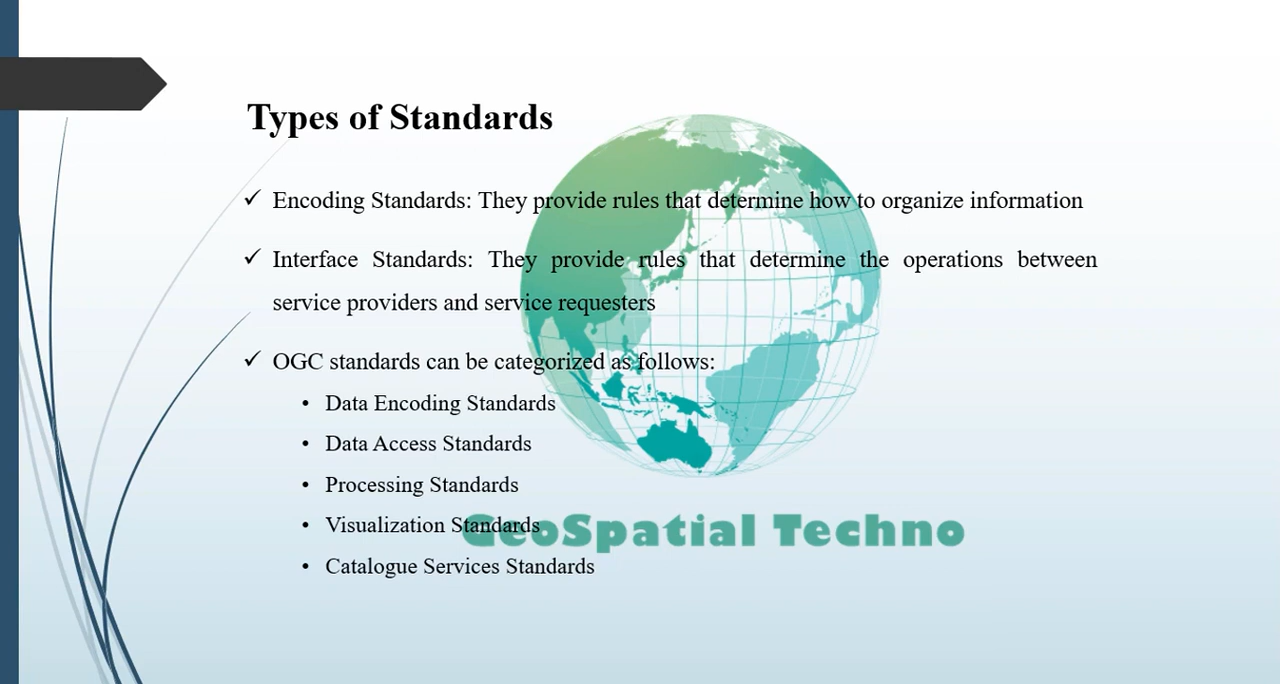 Types of Standards
✓ Encoding Standards: They provide rules that determine how to organize information
✓ Interface Standards: They provide rules that determine the operations between
service providers and service requesters
✓ OGC standards can be categorized as follows:
• Data Encoding Standards
• Data Access Standards
• Processing Standards
• Visualization Standards
• Catalogue Services Standards
GeoSpatial Techno